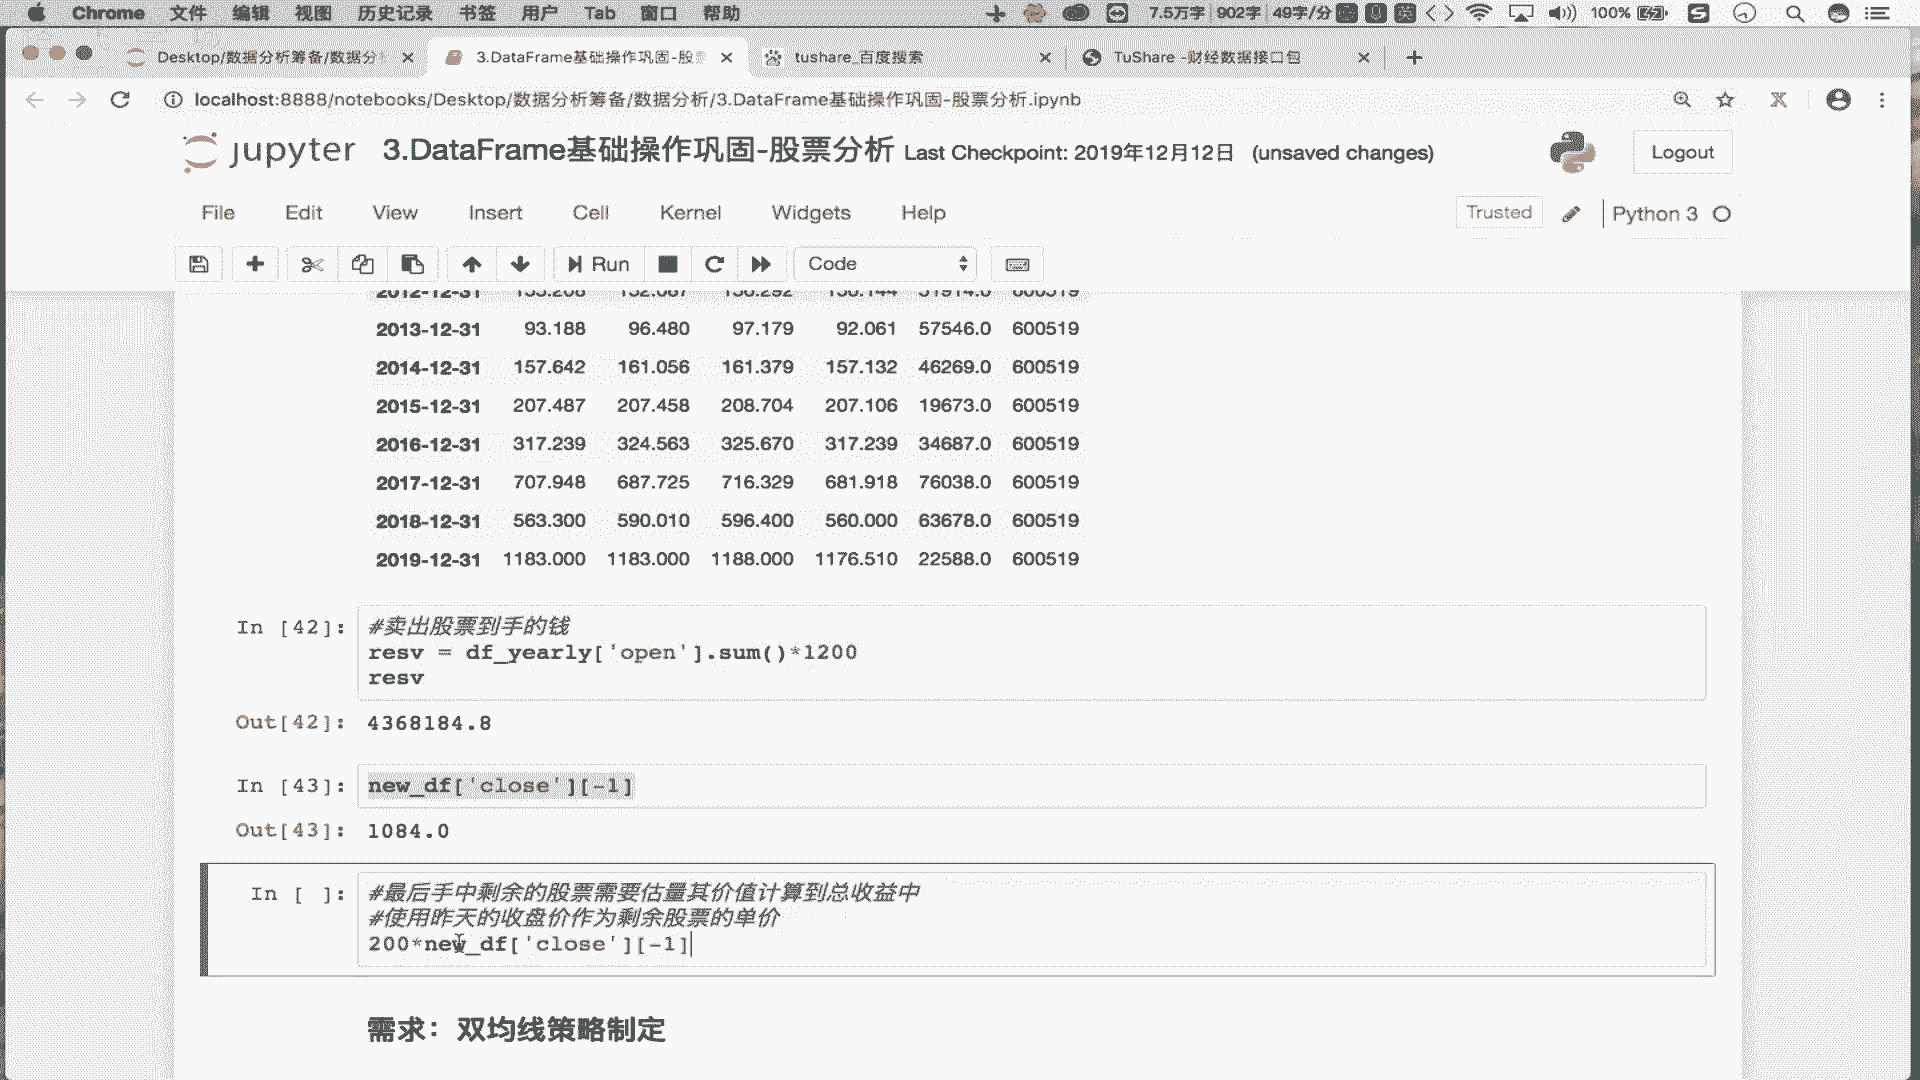 Chrome 文件 编辑 视图 历史记录 书签 用户 Tab 窗口 帮助 7.5万字 902字 49字/分 英 100%
Desktop/数据分析筹备/数据分 3.DataFrame基础操作巩固-股 tushare_百度搜索 TuShare -财经数据接口包
localhost:8888/notebooks/Desktop/数据分析筹备/数据分析/3.DataFrame基础操作巩固-股票分析.ipynb
jupyter 3.DataFrame基础操作巩固-股票分析 Last Checkpoint: 2019年12月12日 (unsaved changes) Logout
File Edit View Insert Cell Kernel Widgets Help Trusted Python 3
Run Code
2013-12-31 93.188 96.480 97.179 92.061 57546.0 600519
2014-12-31 157.642 161.056 161.379 157.132 46269.0 600519
2015-12-31 207.487 207.458 208.704 207.106 19673.0 600519
2016-12-31 317.239 324.563 325.670 317.239 34687.0 600519
2017-12-31 707.948 687.725 716.329 681.918 76038.0 600519
2018-12-31 563.300 590.010 596.400 560.000 63678.0 600519
2019-12-31 1183.000 1183.000 1188.000 1176.510 22588.0 600519
In [42]: #卖出股票到手的钱
resv = df_yearly['open'].sum()*1200
resv
Out[42]: 4368184.8
In [43]: new_df['close'][-1]
Out[43]: 1084.0
In [ ]: #最后手中剩余的股票需要估量其价值计算到总收益中
#使用昨天的收盘价作为剩余股票的单价
200*new_df['close'][-1]
需求：双均线策略制定